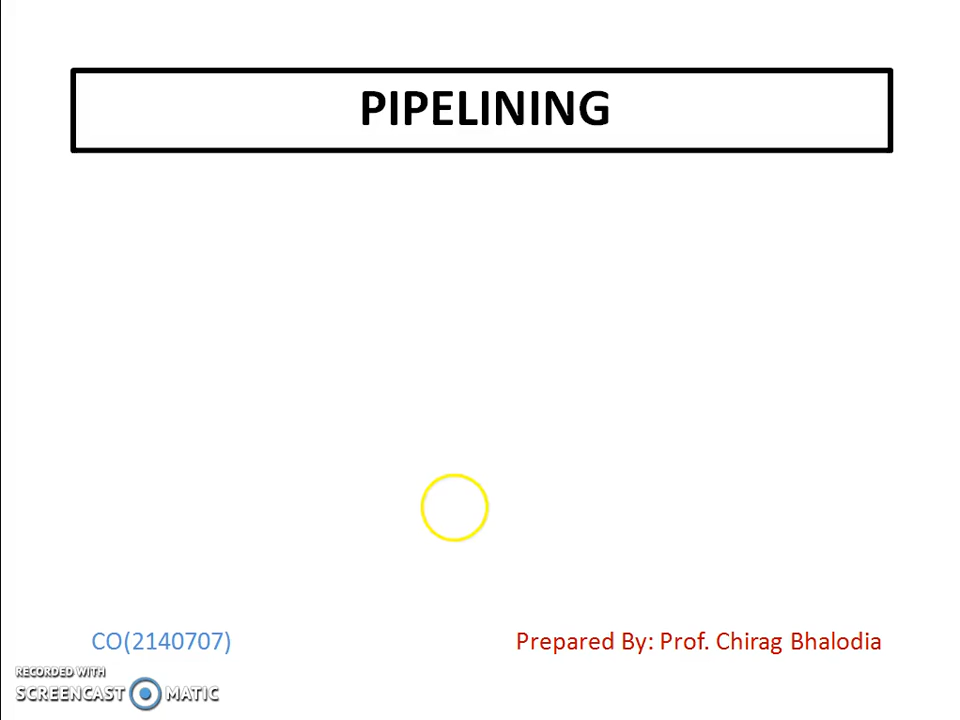 PIPELINING
CO(2140707)
Prepared By: Prof. Chirag Bhalodia
RECORDED WITH
SCREENCAST MATIC